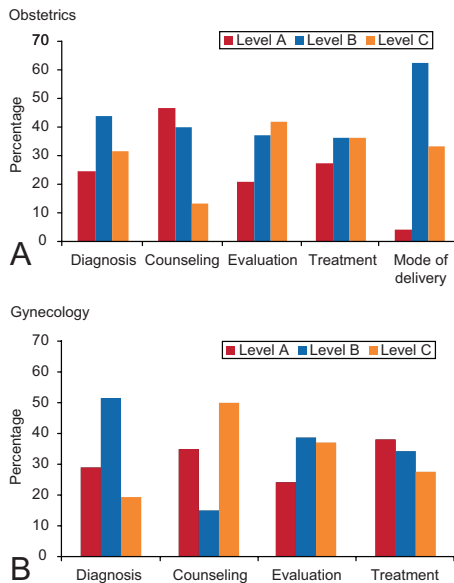 Obstetrics
70
Level A Level B Level C
60
50
40
30
20
10
0
Percentage
A
Diagnosis Counseling Evaluation Treatment Mode of
delivery
Gynecology
70
Level A Level B Level C
60
50
40
30
20
10
0
Percentage
B
Diagnosis Counseling Evaluation Treatment